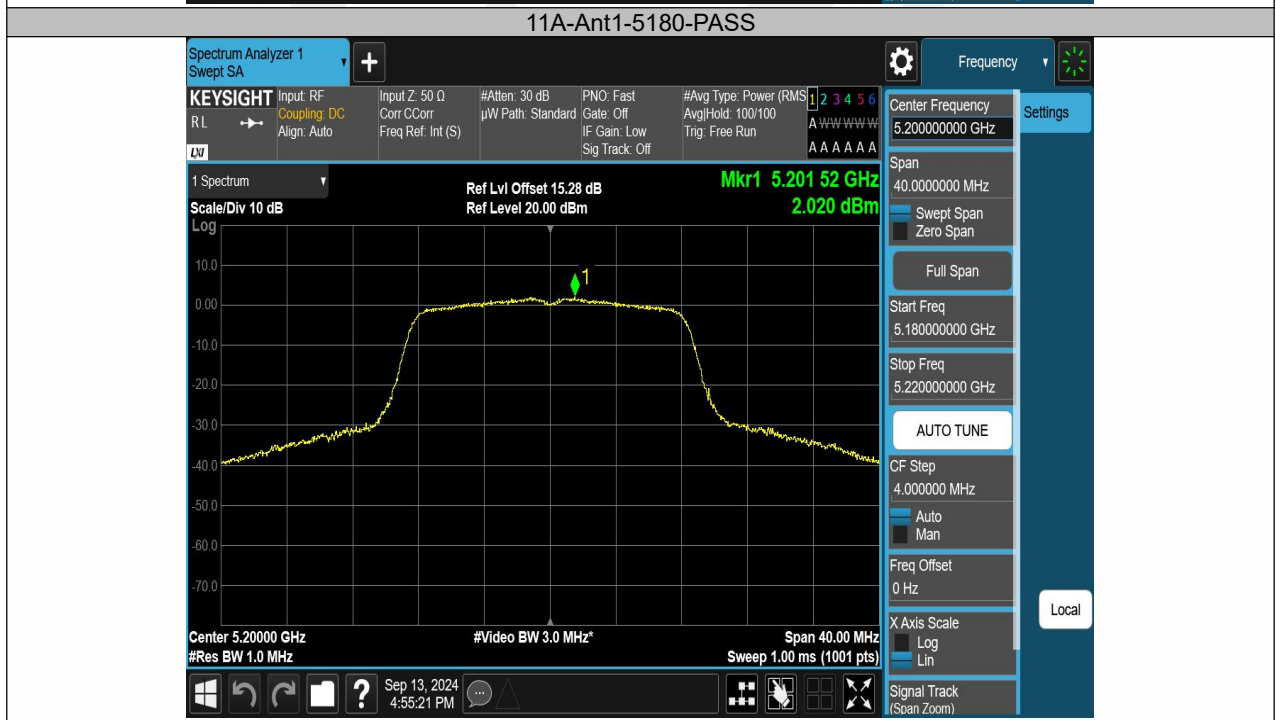 11A-Ant1-5180-PASS
Spectrum Analyzer 1
Swept SA
+
Frequency
KEYSIGHT
RL
LXI
Input: RF
Coupling: DC
Align: Auto
Input Z: 50 Ω
Corr CCorr
Freq Ref: Int (S)
#Atten: 30 dB
µW Path: Standard
PNO: Fast
Gate: Off
IF Gain: Low
Sig Track: Off
#Avg Type: Power (RMS
Avg|Hold: 100/100
Trig: Free Run
1 2 3 4 5 6
A W W W W W
A A A A A A
1 Spectrum
Scale/Div 10 dB
Log
Ref Lvl Offset 15.28 dB
Ref Level 20.00 dBm
Mkr1 5.201 52 GHz
2.020 dBm
1
10.0
0.00
-10.0
-20.0
-30.0
-40.0
-50.0
-60.0
-70.0
Center 5.20000 GHz
#Res BW 1.0 MHz
#Video BW 3.0 MHz*
Span 40.00 MHz
Sweep 1.00 ms (1001 pts)
Center Frequency
5.200000000 GHz
Settings
Span
40.0000000 MHz
Swept Span
Zero Span
Full Span
Start Freq
5.180000000 GHz
Stop Freq
5.220000000 GHz
AUTO TUNE
CF Step
4.000000 MHz
Auto
Man
Freq Offset
0 Hz
X Axis Scale
Log
Lin
Local
Signal Track
(Span Zoom)
?
Sep 13, 2024
4:55:21 PM